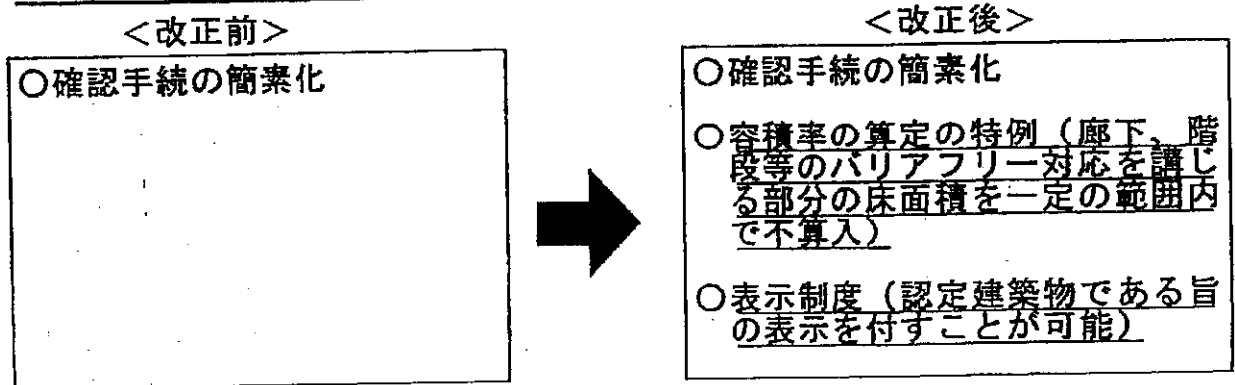 <改正前>
○確認手続の簡素化
<改正後>
○確認手続の簡素化
○容積率の算定の特例（廊下、階
段等のバリアフリー対応を講じ
る部分の床面積を一定の範囲内
で不算入）
○表示制度（認定建築物である旨
の表示を付すことが可能）